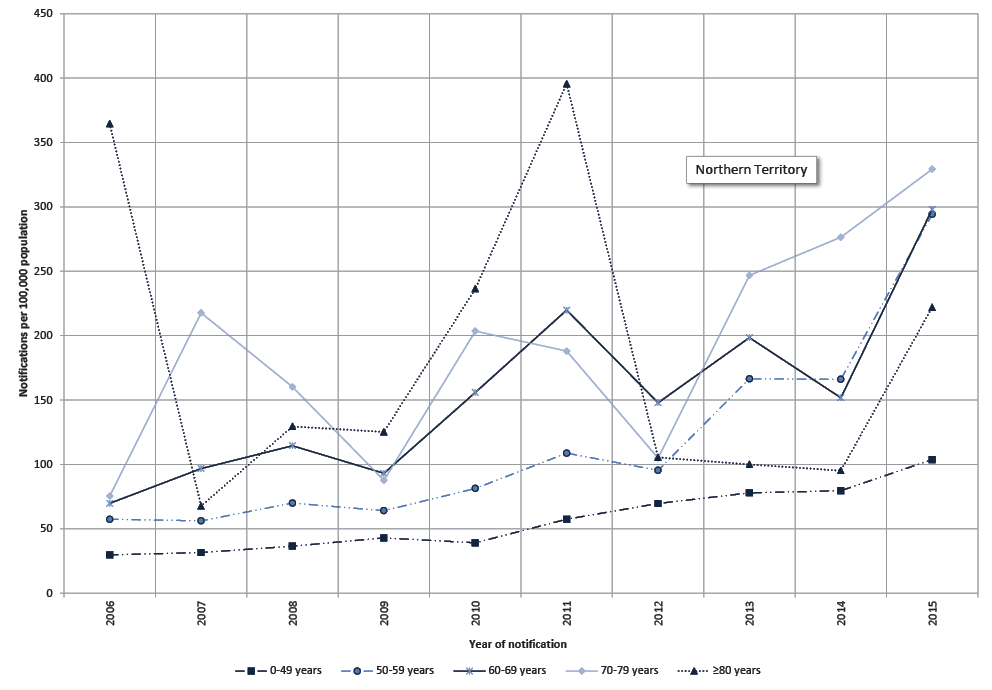 450
400
350
300
250
200
150
100
50
0
Notifications per 100,000 population
Northern Territory
2006 2007 2008 2009 2010 2011 2012 2013 2014 2015
Year of notification
0-49 years 50-59 years 60-69 years 70-79 years ≥80 years